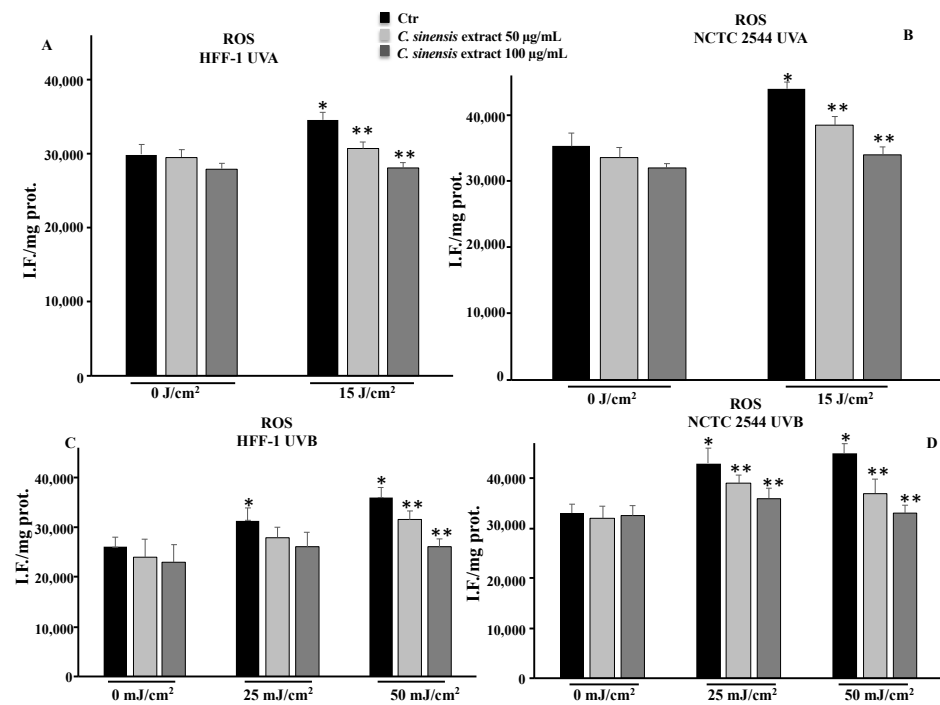 A
ROS
HFF-1 UVA
Ctr
C. sinensis extract 50 µg/mL
C. sinensis extract 100 µg/mL
ROS
NCTC 2544 UVA
B
I.F./mg prot.
40,000
30,000
20,000
10,000
0
*
**
**
0 J/cm²
15 J/cm²
I.F./mg prot.
40,000
30,000
20,000
10,000
0
*
**
**
0 J/cm²
15 J/cm²
C
ROS
HFF-1 UVB
I.F./mg prot.
40,000
30,000
20,000
10,000
0
*
*
**
**
0 mJ/cm²
25 mJ/cm²
50 mJ/cm²
ROS
NCTC 2544 UVB
D
I.F./mg prot.
40,000
30,000
20,000
10,000
0
*
**
**
*
**
**
0 mJ/cm²
25 mJ/cm²
50 mJ/cm²